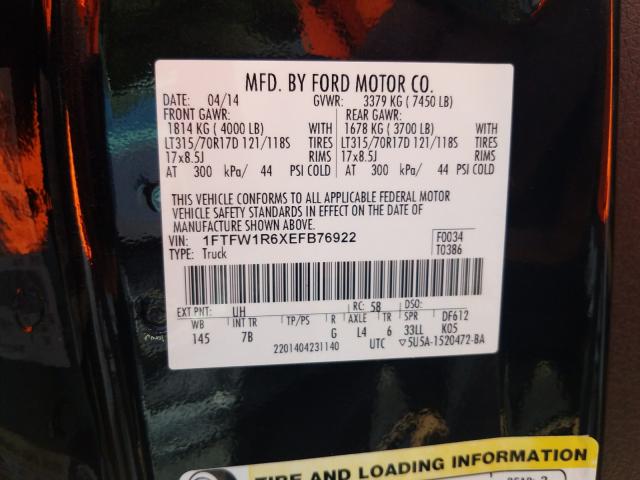 MFD. BY FORD MOTOR CO.
DATE: 04/14 GVWR: 3379 KG ( 7450 LB)
FRONT GAWR: REAR GAWR:
1814 KG ( 4000 LB) WITH 1678 KG ( 3700 LB) WITH
LT315/70R17D 121/118S TIRES LT315/70R17D 121/118S TIRES
17x8.5J RIMS 17x8.5J RIMS
AT 300 kPa/ 44 PSI COLD AT 300 kPa/ 44 PSI COLD
THIS VEHICLE CONFORMS TO ALL APPLICABLE FEDERAL MOTOR
VEHICLE SAFETY STANDARDS IN EFFECT ON THE DATE OF
MANUFACTURE SHOWN ABOVE.
VIN: 1FTFW1R6XEFB76922 F0034
TYPE: Truck T0386
EXT PNT: UH RC: 58 DSO:
WB INT TR TP/PS R AXLE TR SPR DF612
145 7B G L4 6 33LL K05
2201404231140 UTC ▽5U5A-1520472-BA
TIRE AND LOADING INFORMATION